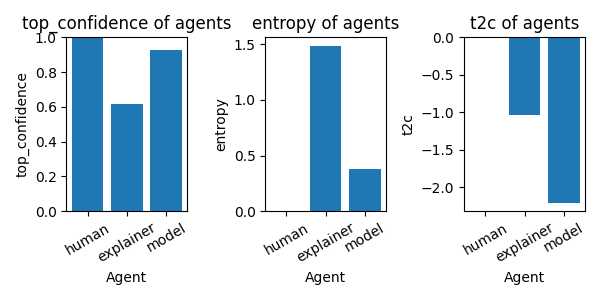 top_confidence of agents
top_confidence
1.0
0.8
0.6
0.4
0.2
0.0
human
explainer
model
Agent
entropy of agents
entropy
1.5
1.0
0.5
0.0
human
explainer
model
Agent
t2c of agents
t2c
0.0
−0.5
−1.0
−1.5
−2.0
human
explainer
model
Agent